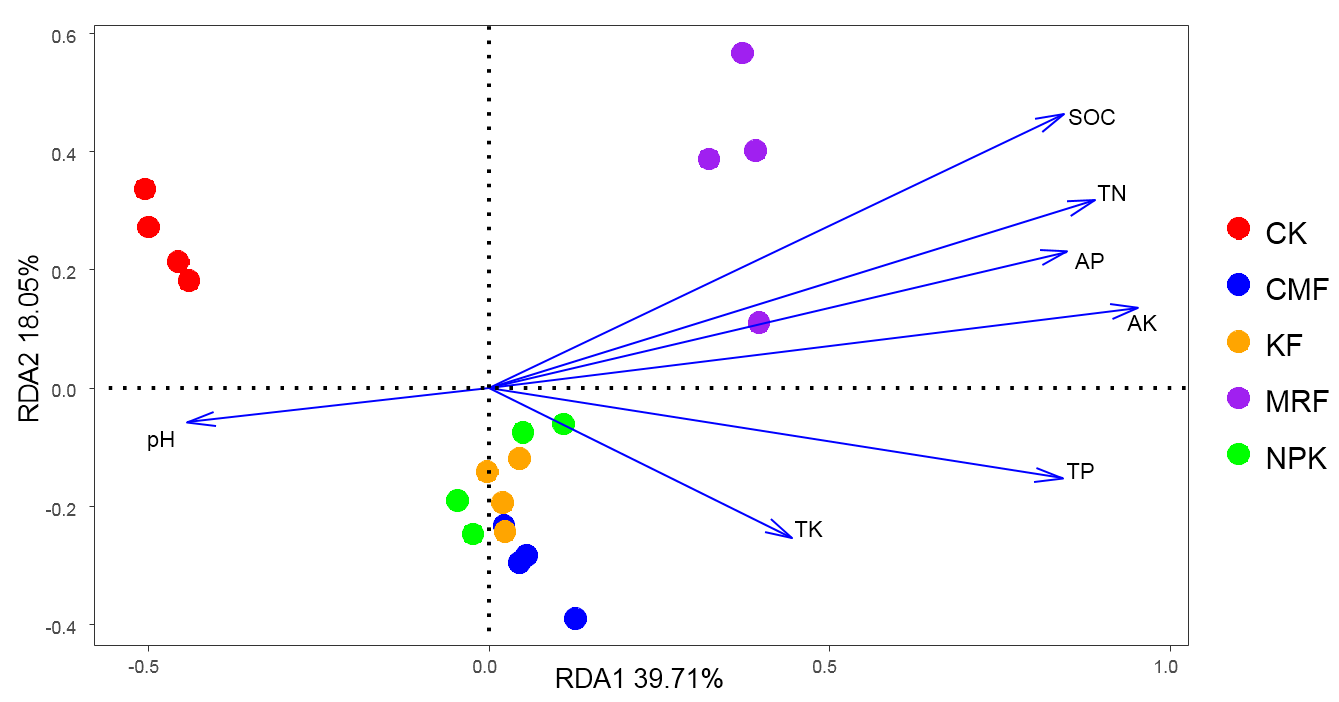 0.6
0.4
0.2
0.0
-0.2
-0.4
RDA2 18.05%
SOC
TN
AP
AK
pH
TP
TK
-0.5
0.0
0.5
1.0
RDA1 39.71%
CK
CMF
KF
MRF
NPK